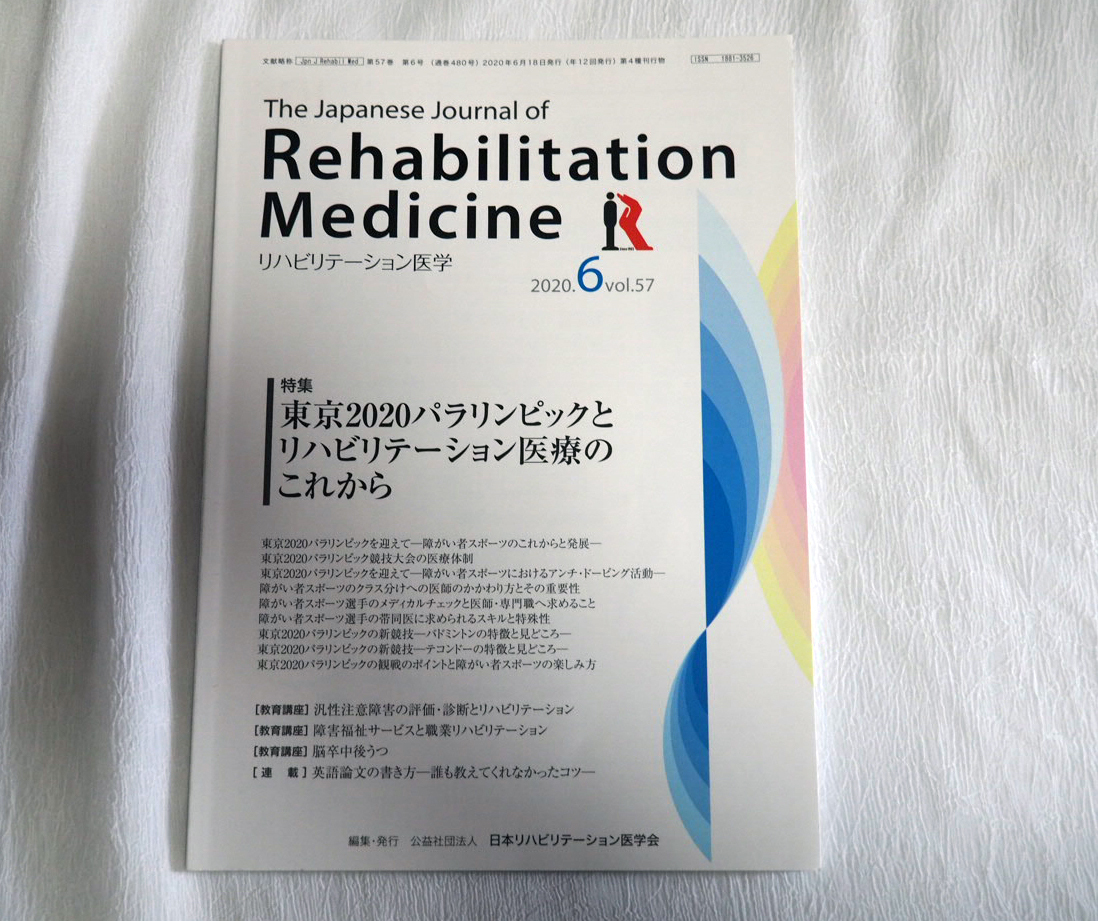 文献略称 Jpn J Rehabil Med 第57巻 第6号 (通巻480号) 2020年6月18日発行(年12回発行) 第4種刊行物 ISSN 1881-3526
The Japanese Journal of
Rehabilitation
Medicine
リハビリテーション医学
2020.6vol.57
特集
東京2020パラリンピックと
リハビリテーション医療の
これから
東京2020パラリンピックを迎えて―障がい者スポーツのこれからと発展―
東京2020パラリンピック競技大会の医療体制
東京2020パラリンピックを迎えて―障がい者スポーツにおけるアンチ・ドーピング活動―
障がい者スポーツのクラス分けへの医師のかかわり方とその重要性
障がい者スポーツ選手のメディカルチェックと医師・専門職へ求めること
障がい者スポーツ選手の帯同医に求められるスキルと特殊性
東京2020パラリンピックの新競技―バドミントンの特徴と見どころ―
東京2020パラリンピックの新競技―テコンドーの特徴と見どころ―
東京2020パラリンピックの観戦のポイントと障がい者スポーツの楽しみ方
[教育講座] 汎性注意障害の評価・診断とリハビリテーション
[教育講座] 障害福祉サービスと職業リハビリテーション
[教育講座] 脳卒中後うつ
[連 載] 英語論文の書き方―誰も教えてくれなかったコツ―
編集・発行 公益社団法人 日本リハビリテーション医学会